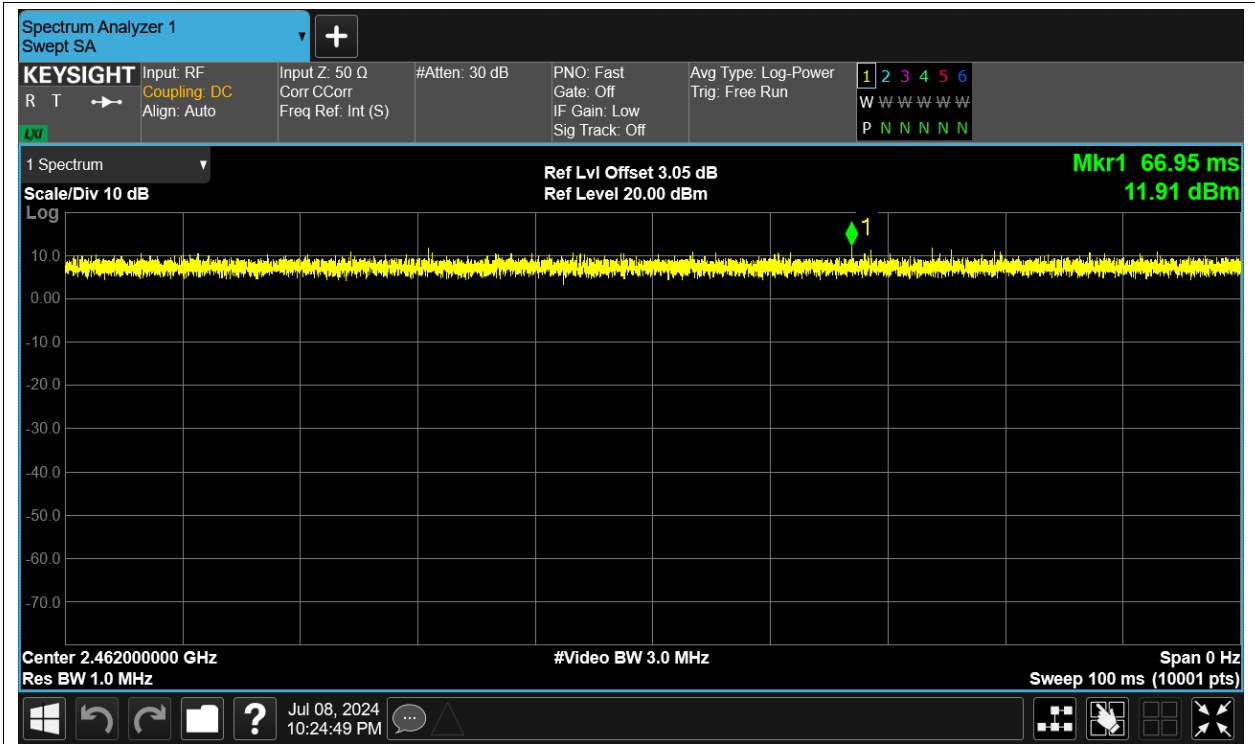 Spectrum Analyzer 1
Swept SA
KEYSIGHT
R T
LXI
Input: RF
Coupling: DC
Align: Auto
Input Z: 50 Ω
Corr CCorr
Freq Ref: Int (S)
#Atten: 30 dB
PNO: Fast
Gate: Off
IF Gain: Low
Sig Track: Off
Avg Type: Log-Power
Trig: Free Run
1 2 3 4 5 6
W W W W W W
P N N N N N
1 Spectrum
Scale/Div 10 dB
Log
Ref Lvl Offset 3.05 dB
Ref Level 20.00 dBm
Mkr1 66.95 ms
11.91 dBm
1
10.0
0.00
-10.0
-20.0
-30.0
-40.0
-50.0
-60.0
-70.0
Center 2.462000000 GHz
Res BW 1.0 MHz
#Video BW 3.0 MHz
Span 0 Hz
Sweep 100 ms (10001 pts)
?
Jul 08, 2024
10:24:49 PM